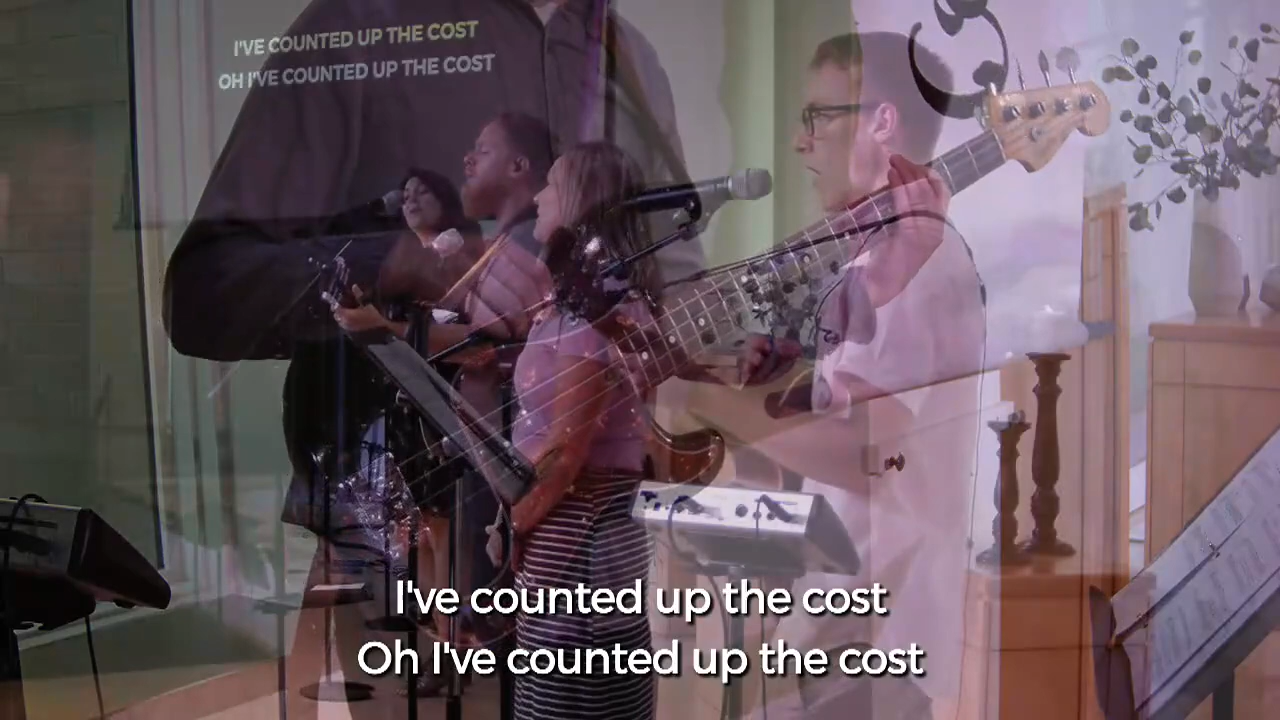 I'VE COUNTED UP THE COST
OH I'VE COUNTED UP THE COST
I've counted up the cost
Oh I've counted up the cost